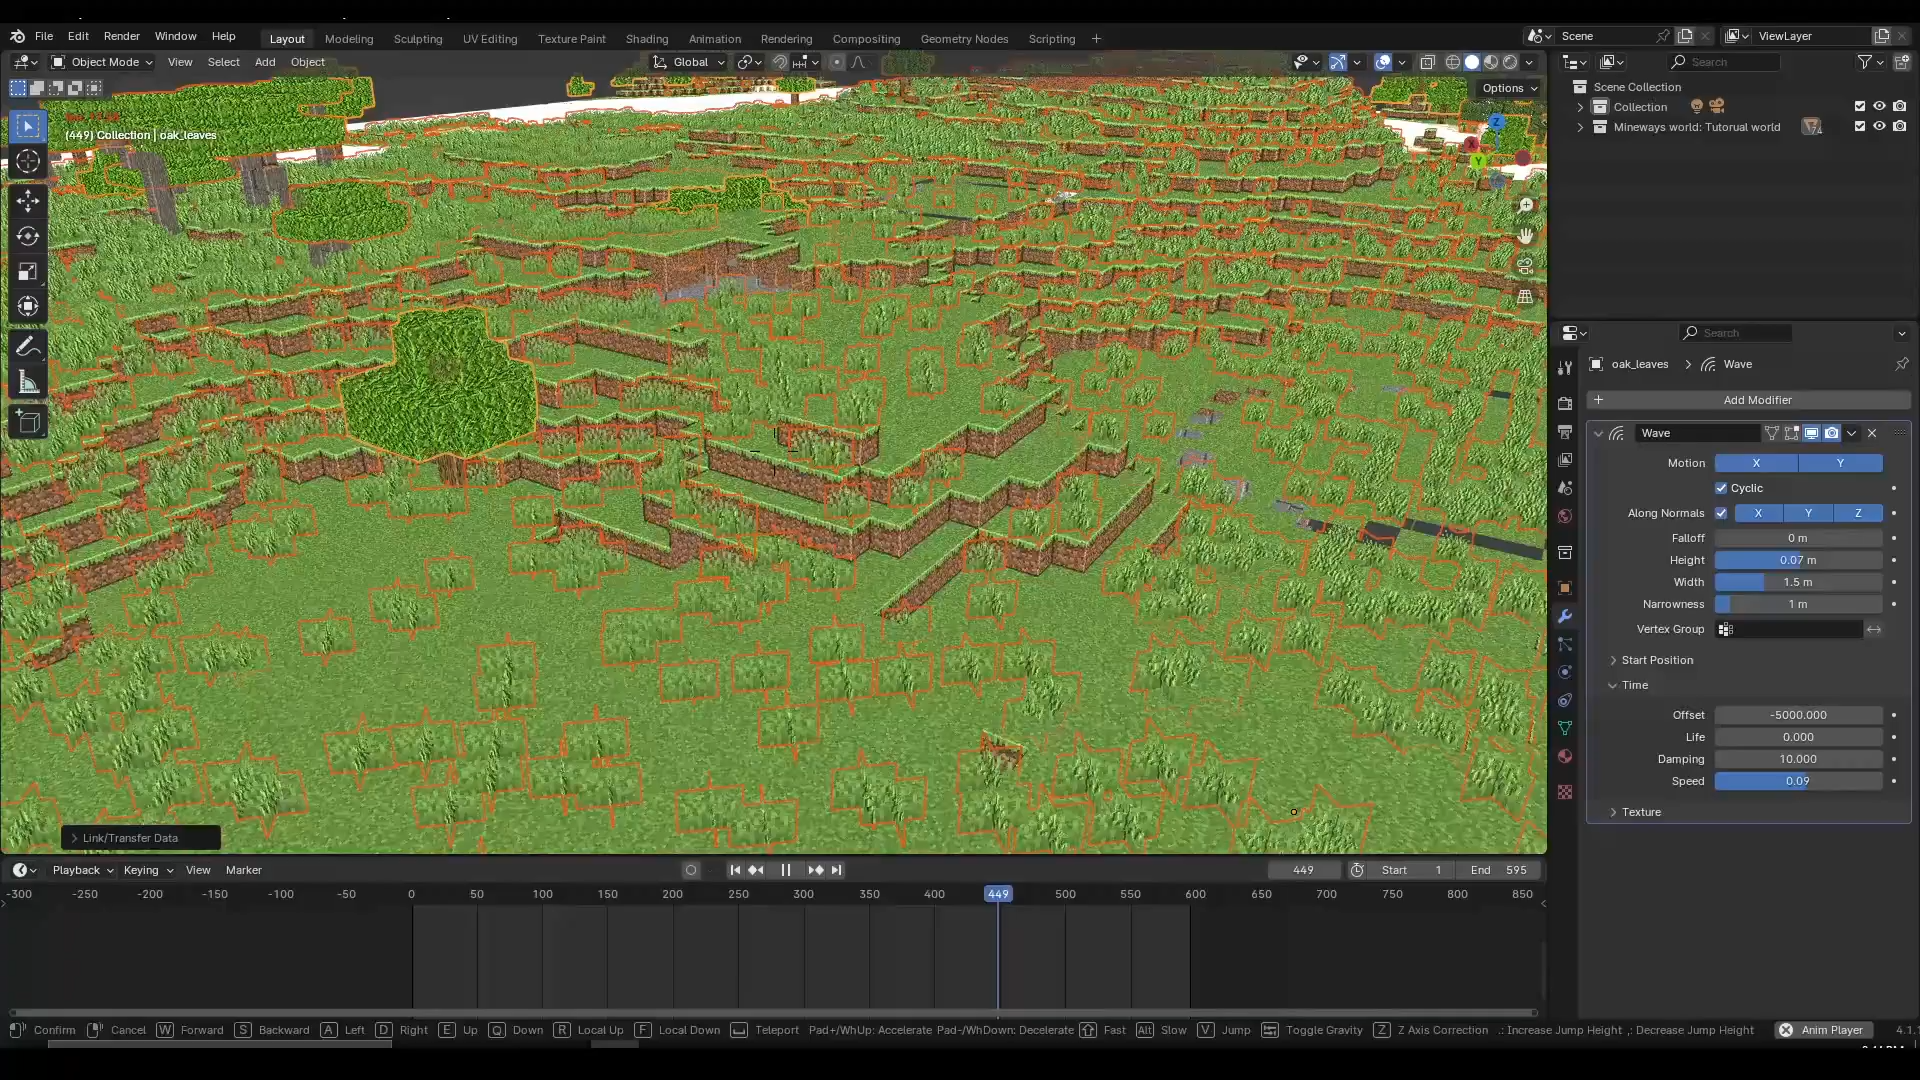 File Edit Render Window Help
Layout Modeling Sculpting UV Editing Texture Paint Shading Animation Rendering Compositing Geometry Nodes Scripting +
Scene
ViewLayer
Object Mode View Select Add Object
Global
Options
(449) Collection | oak_leaves
Z
X
Y
Link/Transfer Data
Search
Scene Collection
Collection
Mineways world: Tutorual world
74
Search
oak_leaves > Wave
Add Modifier
Wave
Motion X Y
Cyclic
Along Normals X Y Z
Falloff 0 m
Height 0.07 m
Width 1.5 m
Narrowness 1 m
Vertex Group
Start Position
Time
Offset -5000.000
Life 0.000
Damping 10.000
Speed 0.09
Texture
Playback Keying View Marker
449 Start 1 End 595
-300 -250 -200 -150 -100 -50 0 50 100 150 200 250 300 350 400 449 500 550 600 650 700 750 800 850
Confirm Cancel W Forward S Backward A Left D Right E Up Q Down R Local Up F Local Down Teleport Pad+/WhUp: Accelerate Pad-/WhDown: Decelerate Fast Alt Slow V Jump Toggle Gravity Z Z Axis Correction .: Increase Jump Height ,: Decrease Jump Height Anim Player